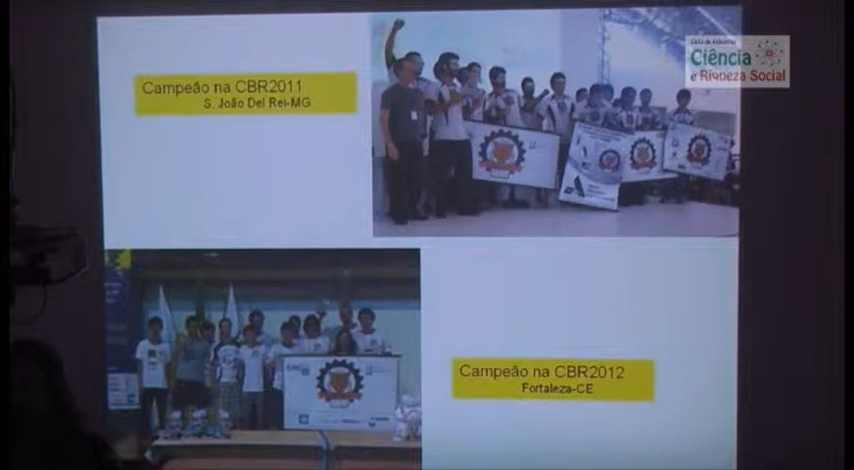 Campeão na CBR2011
S. João Del Rei-MG
Ciência
e Riqueza Social
Campeão na CBR2012
Fortaleza-CE